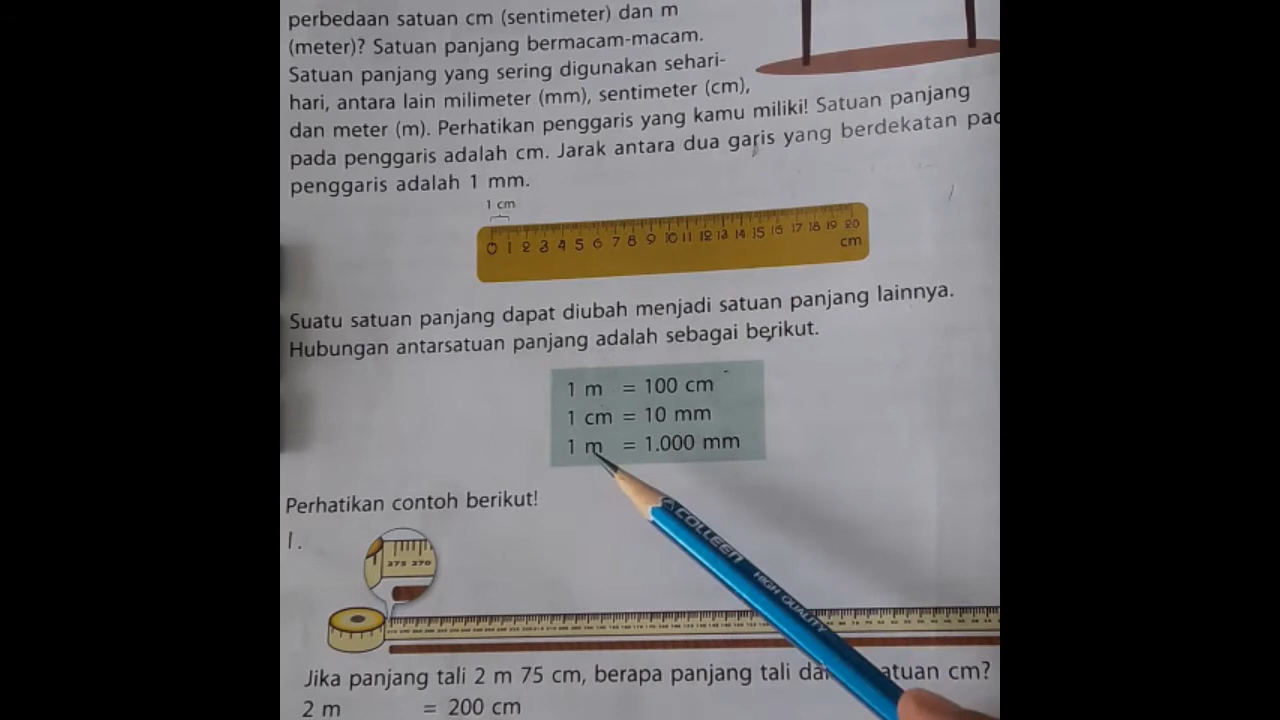 perbedaan satuan cm (sentimeter) dan m
(meter)? Satuan panjang bermacam-macam.
Satuan panjang yang sering digunakan sehari-
hari, antara lain milimeter (mm), sentimeter (cm),
dan meter (m). Perhatikan penggaris yang kamu miliki! Satuan panjang
pada penggaris adalah cm. Jarak antara dua garis yang berdekatan
penggaris adalah 1 mm.
1 cm
0 1 2 3 4 5 6 7 8 9 10 11 12 13 14 15 16 17 18 19 20
cm
Suatu satuan panjang dapat diubah menjadi satuan panjang lainnya.
Hubungan antarsatuan panjang adalah sebagai berikut.
1 m = 100 cm
1 cm = 10 mm
1 m = 1.000 mm
Perhatikan contoh berikut!
1.
275 270
COLLEEN HIGH QUALITY
Jika panjang tali 2 m 75 cm, berapa panjang tali cm?
2 m = 200 cm